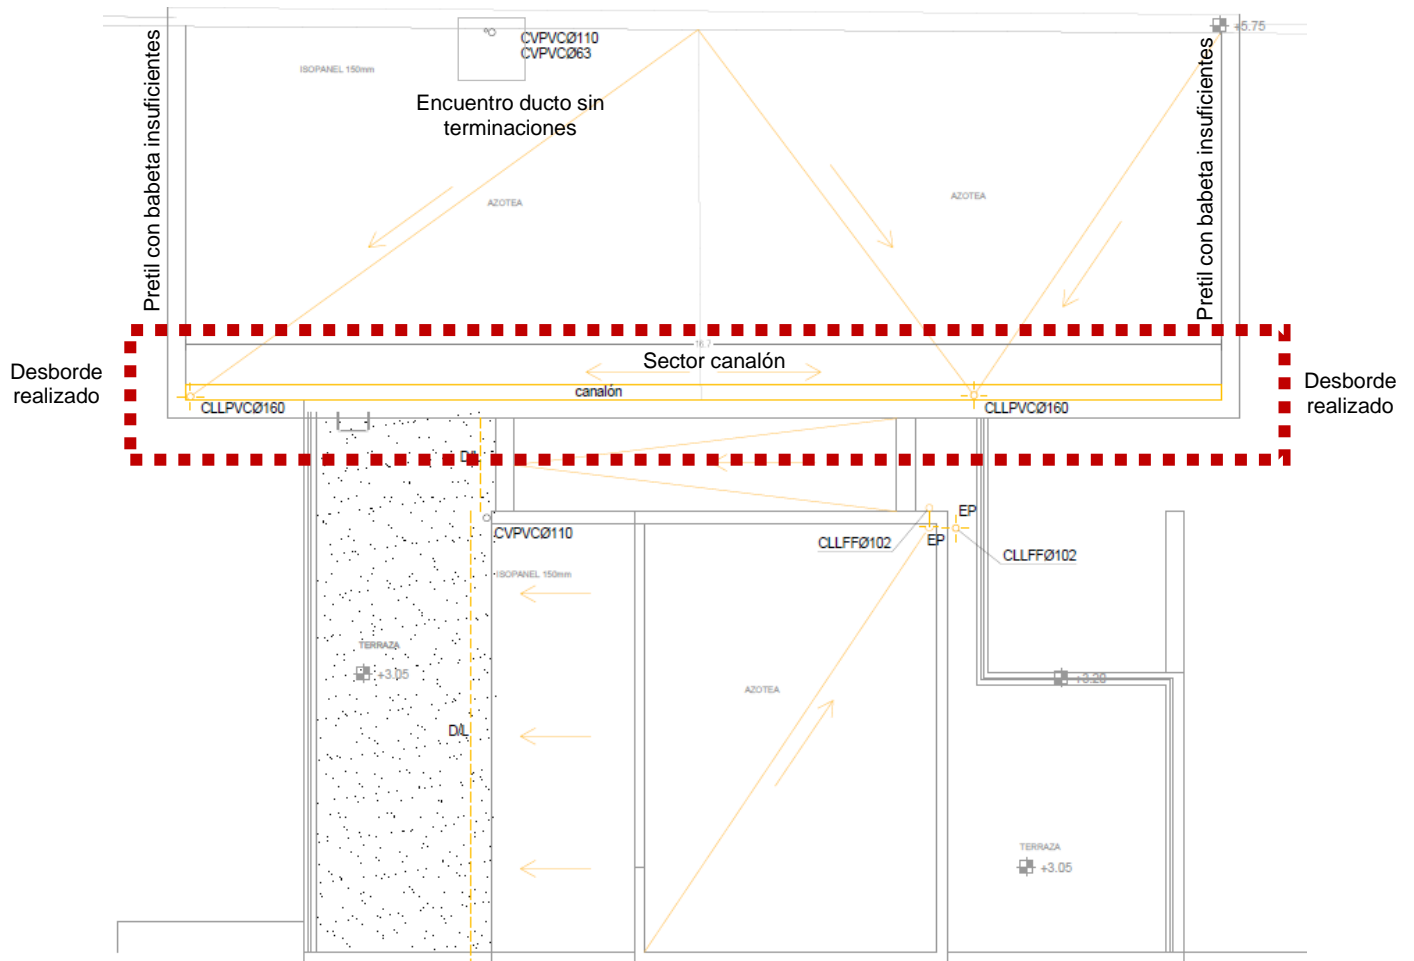 CVPVCØ110
CVPVCØ63
+5.75
ISOPANEL 150mm
Pretil con babeta insuficientes
Encuentro ducto sin
terminaciones
Pretil con babeta insuficientes
AZOTEA
AZOTEA
16.7
Sector canalón
Desborde
realizado
canalón
Desborde
realizado
CLLPVCØ160
CLLPVCØ160
D/L
CVPVCØ110
EP
EP
CLLFFØ102
CLLFFØ102
ISOPANEL 150mm
TERRAZA
+3.05
+3.20
AZOTEA
D/L
TERRAZA
+3.05